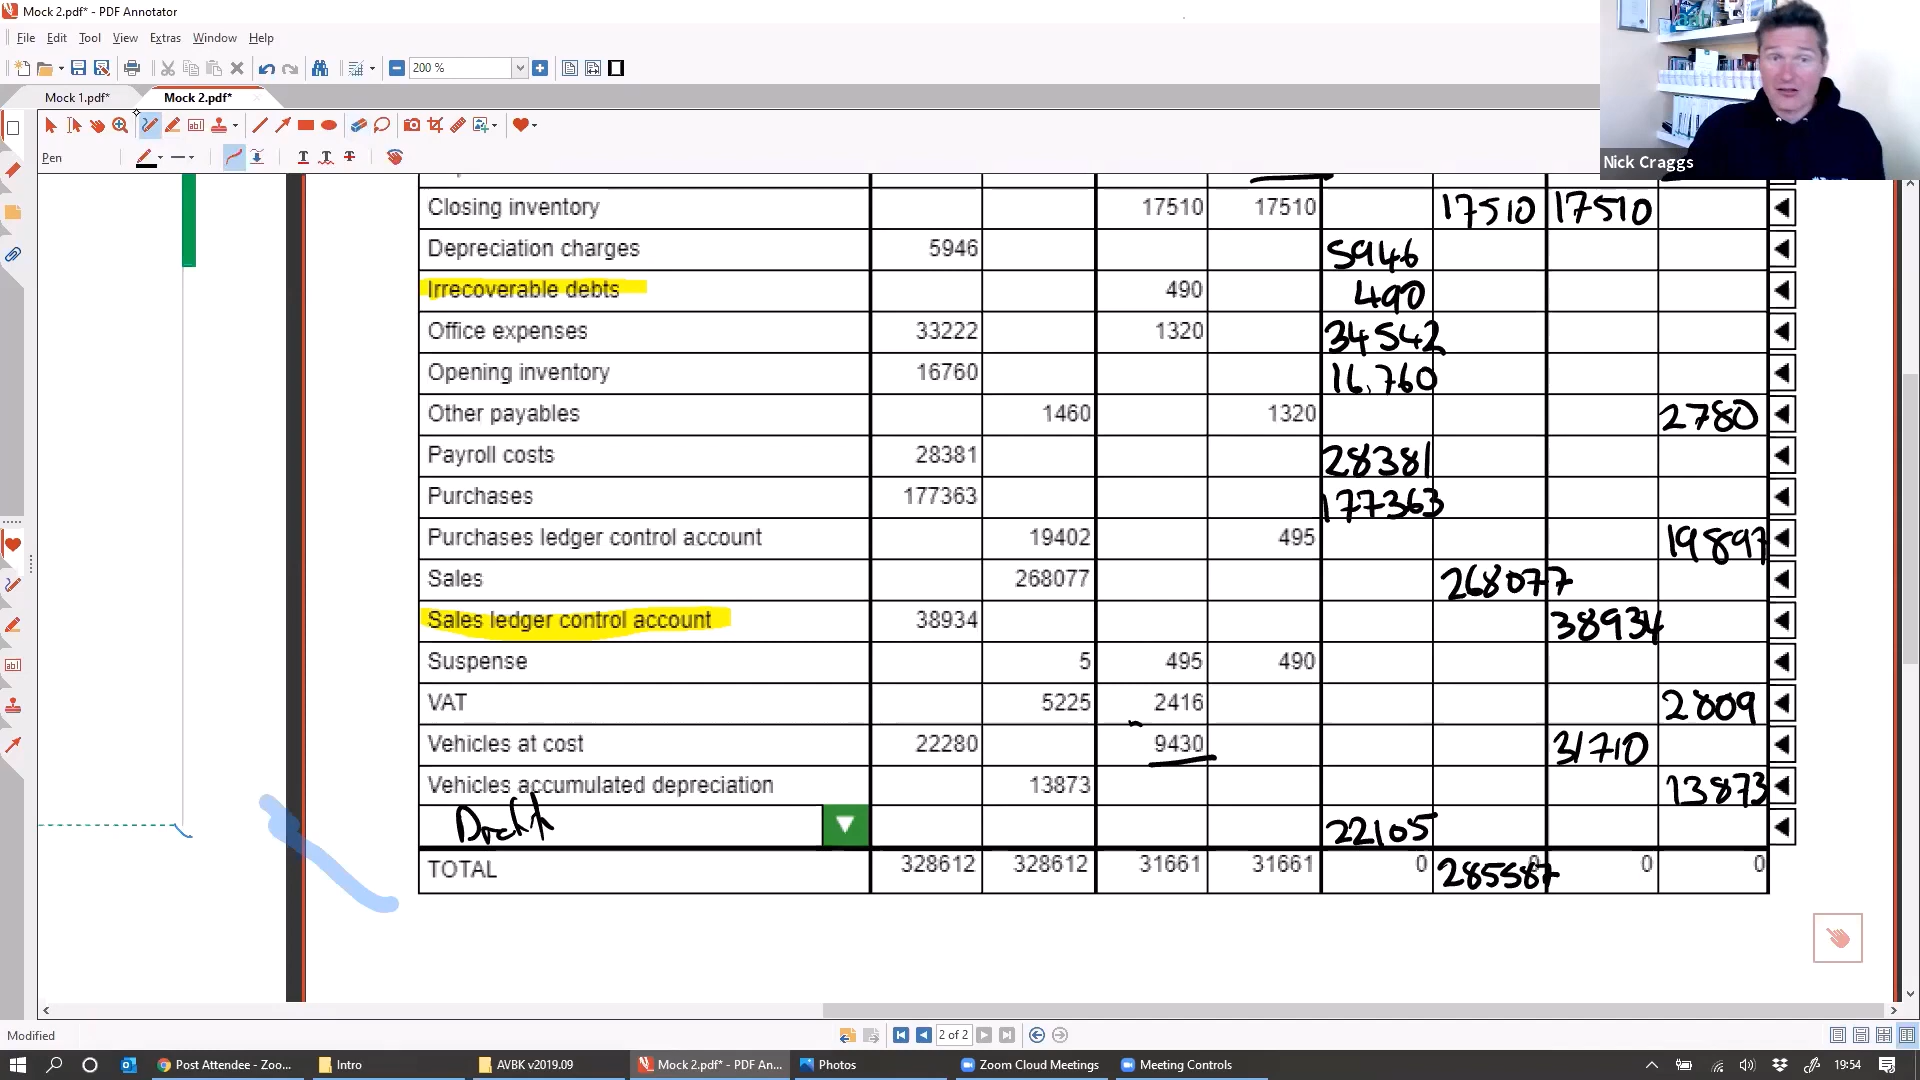 Mock 2.pdf* - PDF Annotator
File Edit Tool View Extras Window Help
200 %
Mock 1.pdf* Mock 2.pdf*
Pen
Nick Craggs
Closing inventory 17510 17510 17510 17510
Depreciation charges 5946 5946
Irrecoverable debts 490 490
Office expenses 33222 1320 34542
Opening inventory 16760 16.760
Other payables 1460 1320 2780
Payroll costs 28381 28381
Purchases 177363 177363
Purchases ledger control account 19402 495 19897
Sales 268077 268077
Sales ledger control account 38934 38934
Suspense 5 495 490
VAT 5225 2416 2809
Vehicles at cost 22280 9430 31710
Vehicles accumulated depreciation 13873 13873
22105
TOTAL 328612 328612 31661 31661 0 285587 0 0
Modified 2 of 2
Post Attendee - Zoo... Intro AVBK v2019.09 Mock 2.pdf* - PDF An... Photos Zoom Cloud Meetings Meeting Controls 19:54